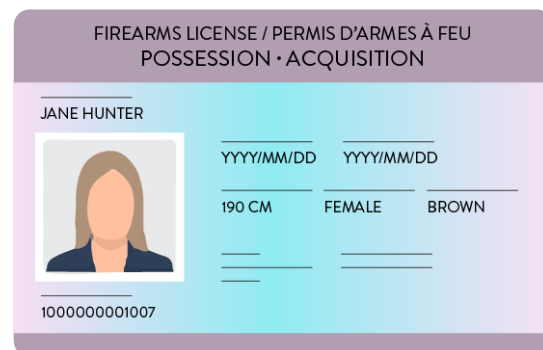 FIREARMS LICENSE / PERMIS D'ARMES À FEU
POSSESSION · ACQUISITION
JANE HUNTER
YYYY/MM/DD YYYY/MM/DD
190 CM FEMALE BROWN
1000000001007